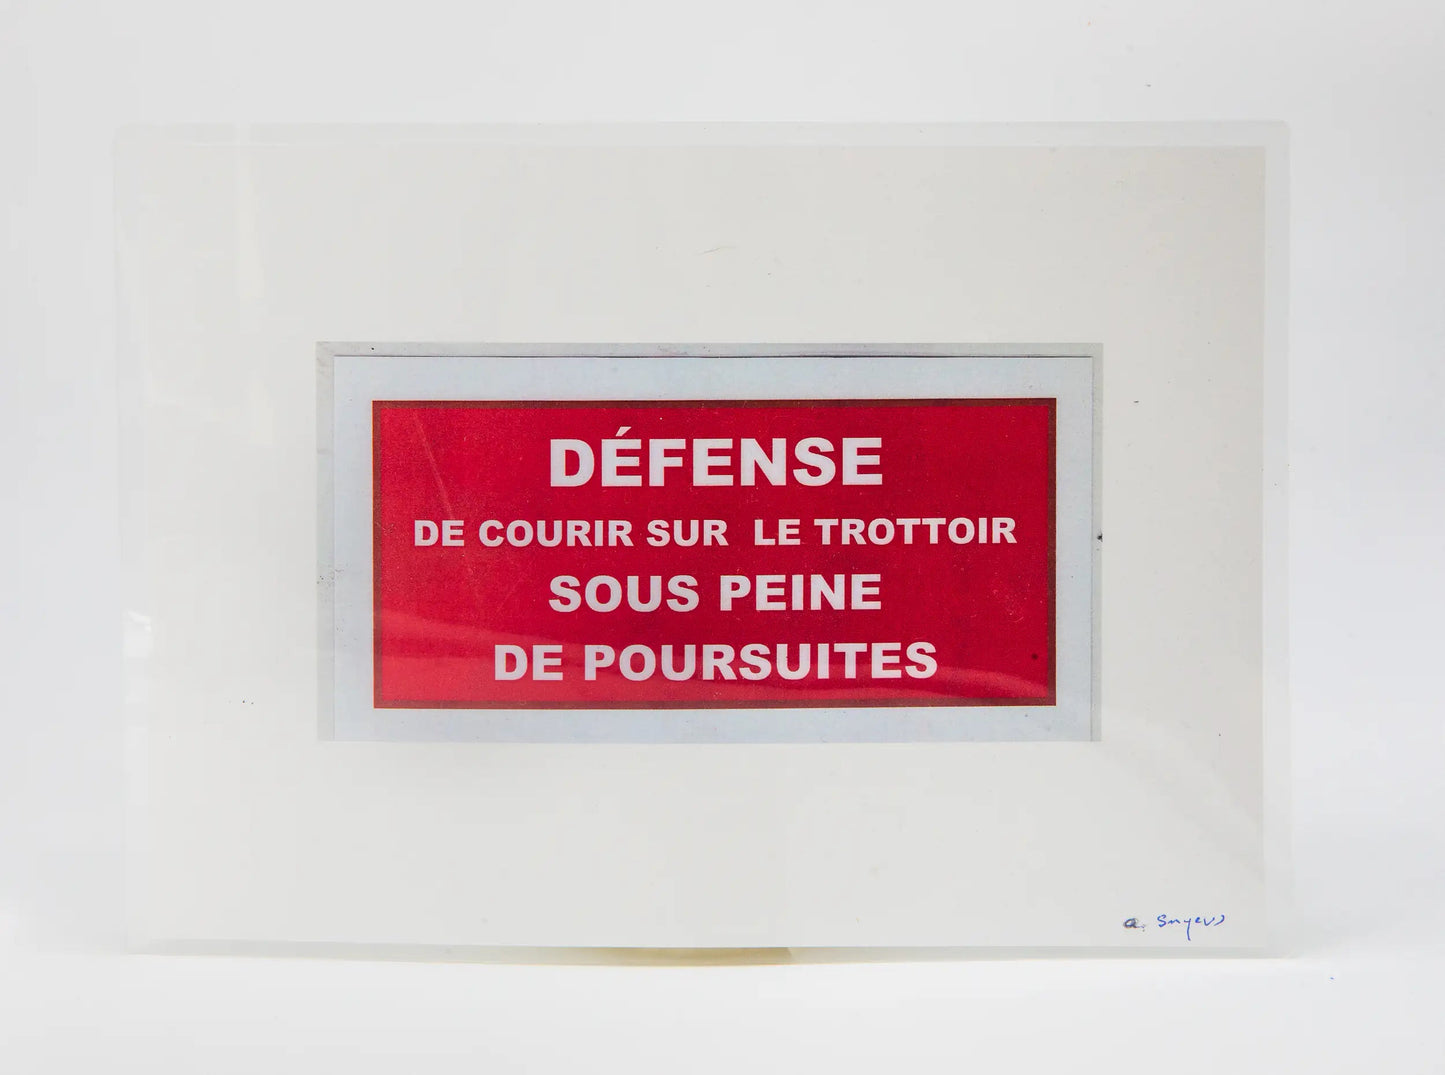 DÉFENSE
DE COURIR SUR LE TROTTOIR
SOUS PEINE
DE POURSUITES